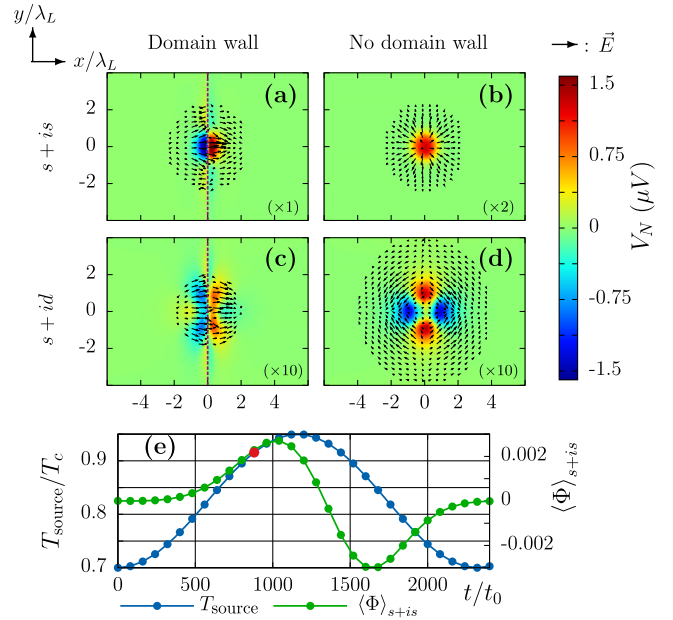 y/λ_L
x/λ_L
Domain wall
No domain wall
: E⃗
s+is
2
0
-2
(a)
(×1)
(b)
(×2)
s+id
2
0
-2
(c)
(×10)
(d)
(×10)
-4 -2 0 2 4
-4 -2 0 2 4
1.5
0.75
0
-0.75
-1.5
V_N (μV)
(e)
T_source/T_c
0.9
0.8
0.7
0.002
0
-0.002
⟨Φ⟩_{s+is}
0 500 1000 1500 2000 t/t_0
T_source ⟨Φ⟩_{s+is}